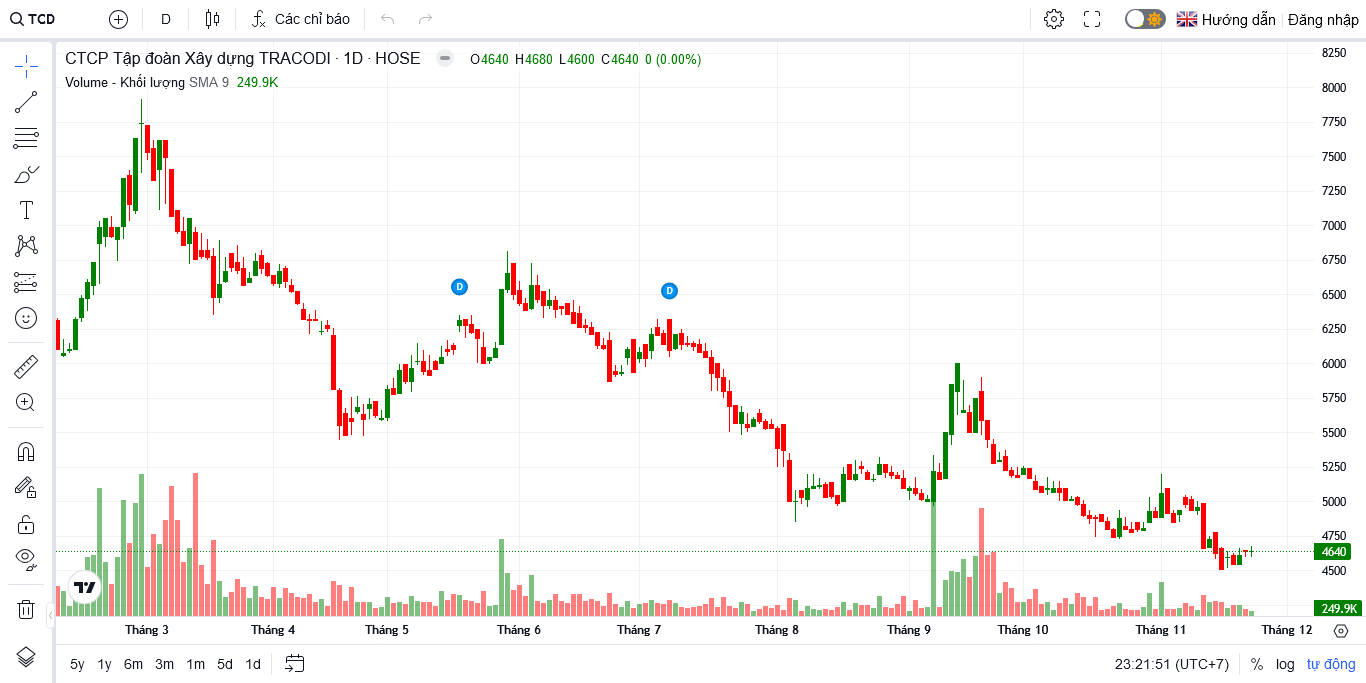 TCD D Các chỉ báo Hướng dẫn Đăng nhập
CTCP Tập đoàn Xây dựng TRACODI · 1D · HOSE O4640 H4680 L4600 C4640 0 (0.00%)
Volume - Khối lượng SMA 9 249.9K
8250
8000
7750
7500
7250
7000
6750
6500
6250
6000
5750
5500
5250
5000
4750
4640
4500
249.9K
D
D
Tháng 3 Tháng 4 Tháng 5 Tháng 6 Tháng 7 Tháng 8 Tháng 9 Tháng 10 Tháng 11 Tháng 12
5y 1y 6m 3m 1m 5d 1d 23:21:51 (UTC+7) % log tự động